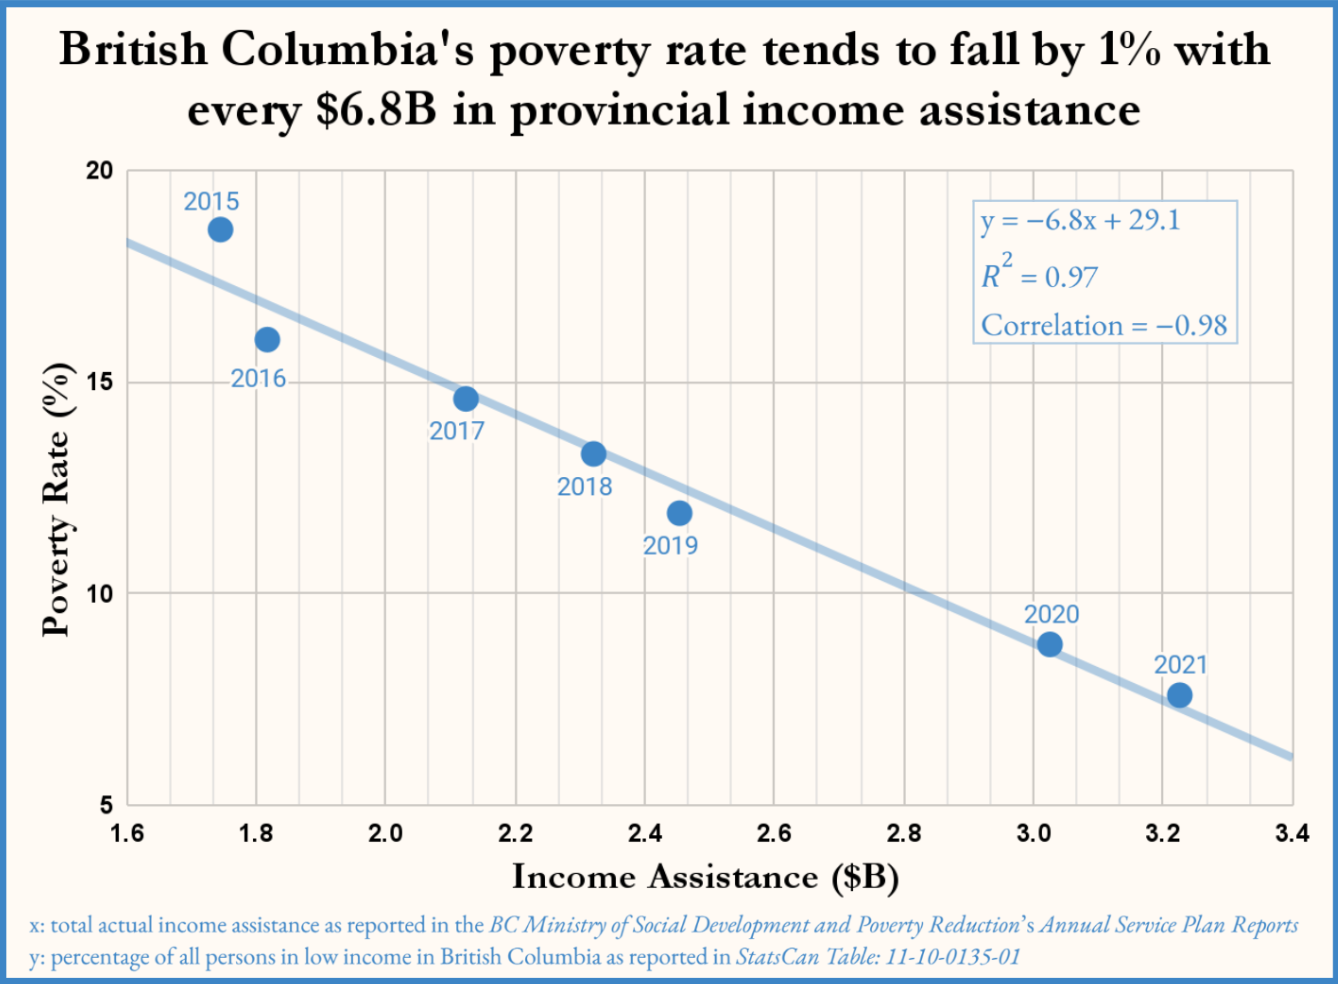 British Columbia's poverty rate tends to fall by 1% with
every $6.8B in provincial income assistance
Poverty Rate (%)
20
15
10
5
2015
2016
2017
2018
2019
2020
2021
y = −6.8x + 29.1
R² = 0.97
Correlation = −0.98
1.6 1.8 2.0 2.2 2.4 2.6 2.8 3.0 3.2 3.4
Income Assistance ($B)
x: total actual income assistance as reported in the BC Ministry of Social Development and Poverty Reduction's Annual Service Plan Reports
y: percentage of all persons in low income in British Columbia as reported in StatsCan Table: 11-10-0135-01